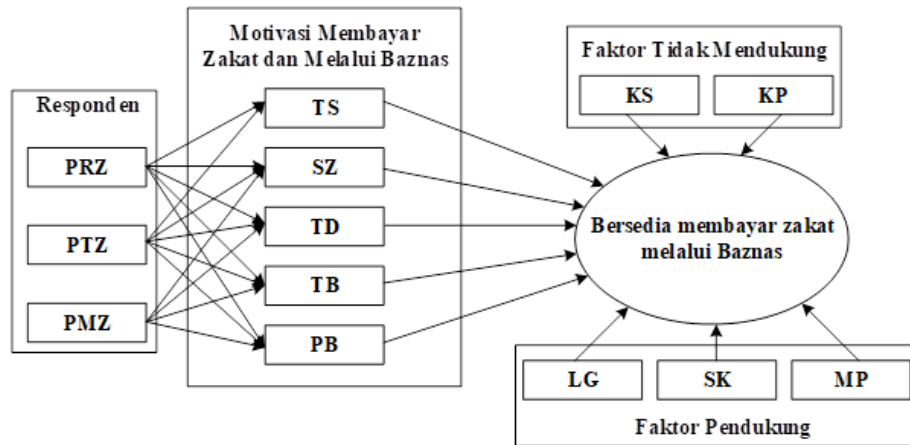 Responden
PRZ
PTZ
PMZ
Motivasi Membayar
Zakat dan Melalui Baznas
TS
SZ
TD
TB
PB
Faktor Tidak Mendukung
KS
KP
Bersedia membayar zakat
melalui Baznas
LG
SK
MP
Faktor Pendukung